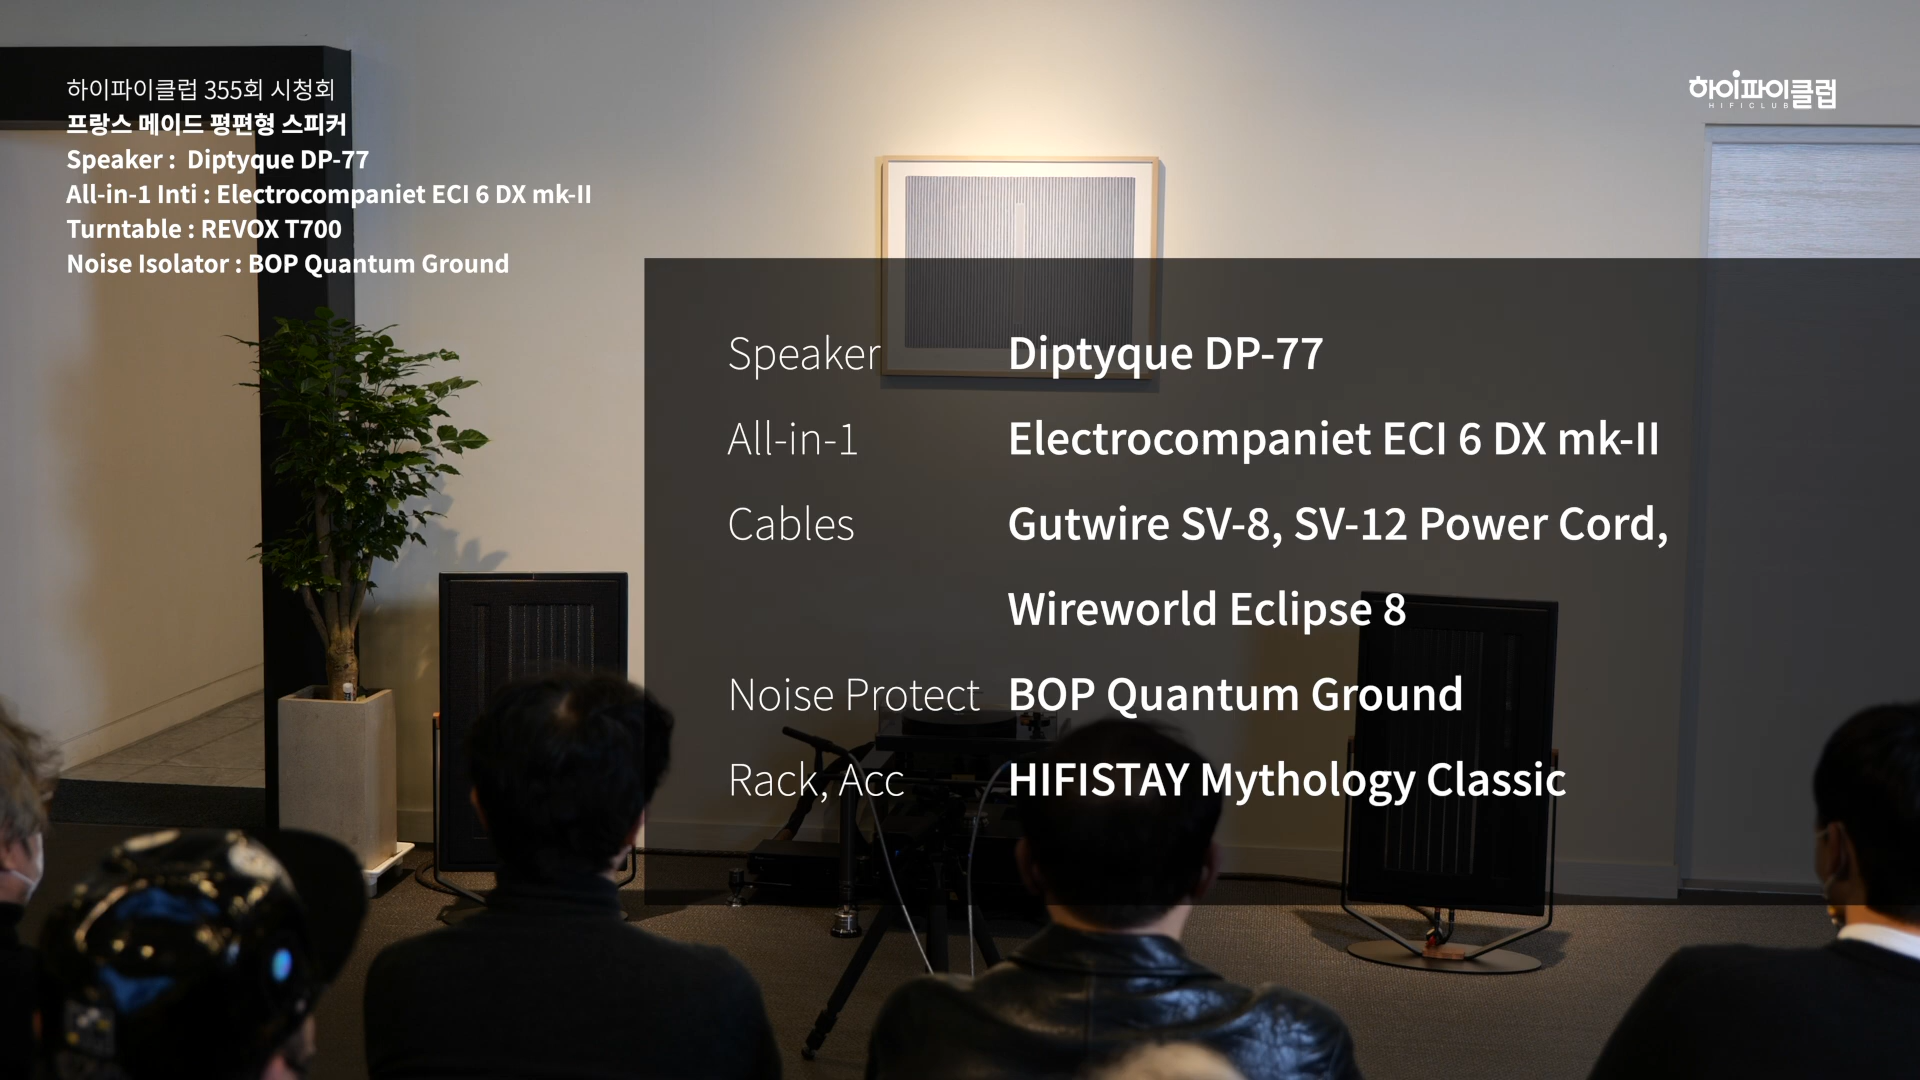 하이파이클럽 355회 시청회
프랑스 메이드 평편형 스피커
Speaker : Diptyque DP-77
All-in-1 Inti : Electrocompaniet ECI 6 DX mk-II
Turntable : REVOX T700
Noise Isolator : BOP Quantum Ground
하이파이클럽
HIFICLUB
Speaker Diptyque DP-77
All-in-1 Electrocompaniet ECI 6 DX mk-II
Cables Gutwire SV-8, SV-12 Power Cord,
Wireworld Eclipse 8
Noise Protect BOP Quantum Ground
Rack, Acc HIFISTAY Mythology Classic